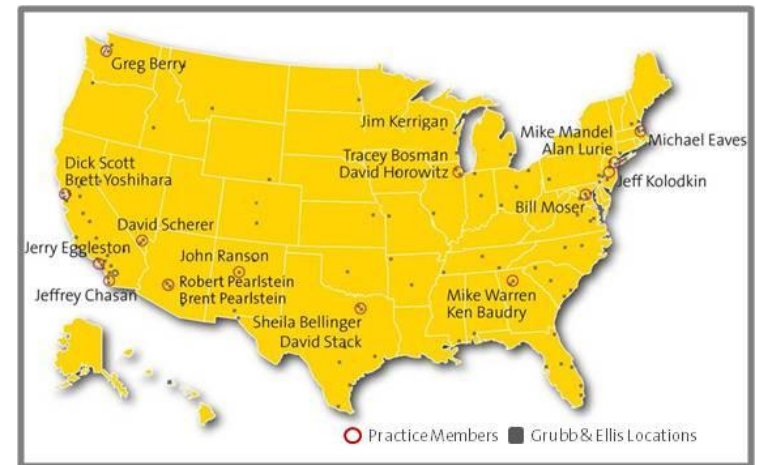 Greg Berry
Jim Kerrigan
Mike Mandel
Alan Lurie
Michael Eaves
Tracey Bosman
David Horowitz
Jeff Kolodkin
Dick Scott
Brett Yoshihara
Bill Moser
David Scherer
Jerry Eggleston
John Ranson
Robert Pearlstein
Brent Pearlstein
Jeffrey Chasan
Mike Warren
Ken Baudry
Sheila Bellinger
David Stack
Practice Members Grubb & Ellis Locations